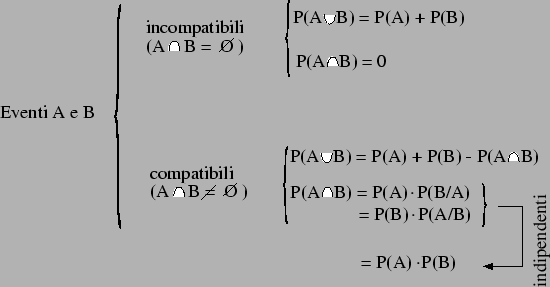 Eventi A e B
incompatibili
(A ∩ B = Ø )
P(A∪B) = P(A) + P(B)
P(A∩B) = 0
compatibili
(A ∩ B ≠ Ø )
P(A∪B) = P(A) + P(B) - P(A∩B)
P(A∩B) = P(A) · P(B/A)
= P(B) · P(A/B)
= P(A) · P(B)
indipendenti